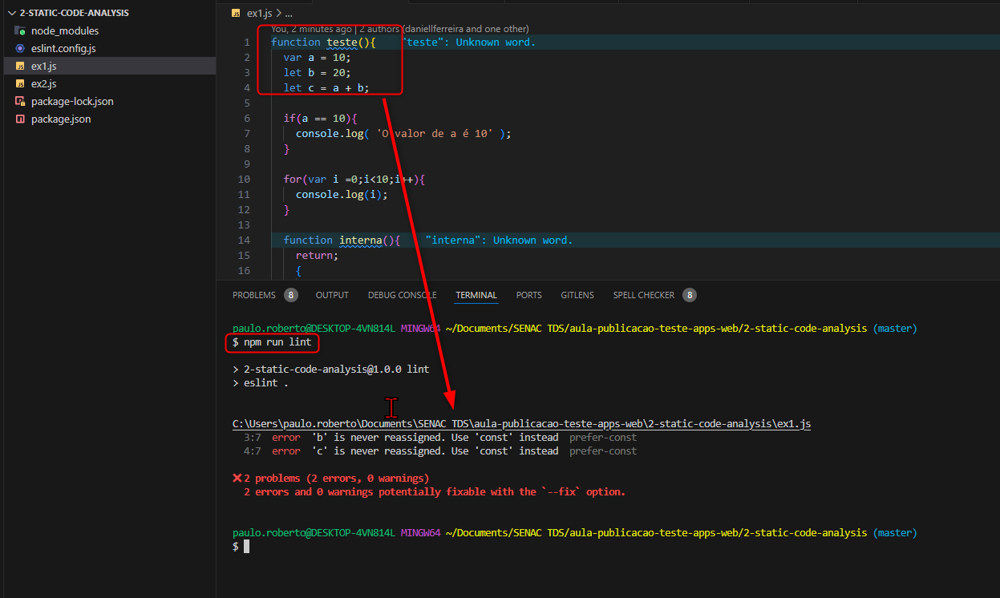 2-STATIC-CODE-ANALYSIS
node_modules
eslint.config.js
ex1.js
ex2.js
package-lock.json
package.json
ex1.js > ...
You, 2 minutes ago | 2 authors (daniellferreira and one other)
1 function teste(){ "teste": Unknown word.
2 var a = 10;
3 let b = 20;
4 let c = a + b;
5
6 if(a == 10){
7 console.log( 'O valor de a é 10' );
8 }
9
10 for(var i =0;i<10;i++){
11 console.log(i);
12 }
13
14 function interna(){ "interna": Unknown word.
15 return;
16 {
PROBLEMS 8 OUTPUT DEBUG CONSOLE TERMINAL PORTS GITLENS SPELL CHECKER 8
paulo.roberto@DESKTOP-4VN814L MINGW64 ~/Documents/SENAC TDS/aula-publicacao-teste-apps-web/2-static-code-analysis (master)
$ npm run lint
> 2-static-code-analysis@1.0.0 lint
> eslint .
C:\Users\paulo.roberto\Documents\SENAC TDS\aula-publicacao-teste-apps-web\2-static-code-analysis\ex1.js
3:7 error 'b' is never reassigned. Use 'const' instead prefer-const
4:7 error 'c' is never reassigned. Use 'const' instead prefer-const
❌2 problems (2 errors, 0 warnings)
2 errors and 0 warnings potentially fixable with the `--fix` option.
paulo.roberto@DESKTOP-4VN814L MINGW64 ~/Documents/SENAC TDS/aula-publicacao-teste-apps-web/2-static-code-analysis (master)
$